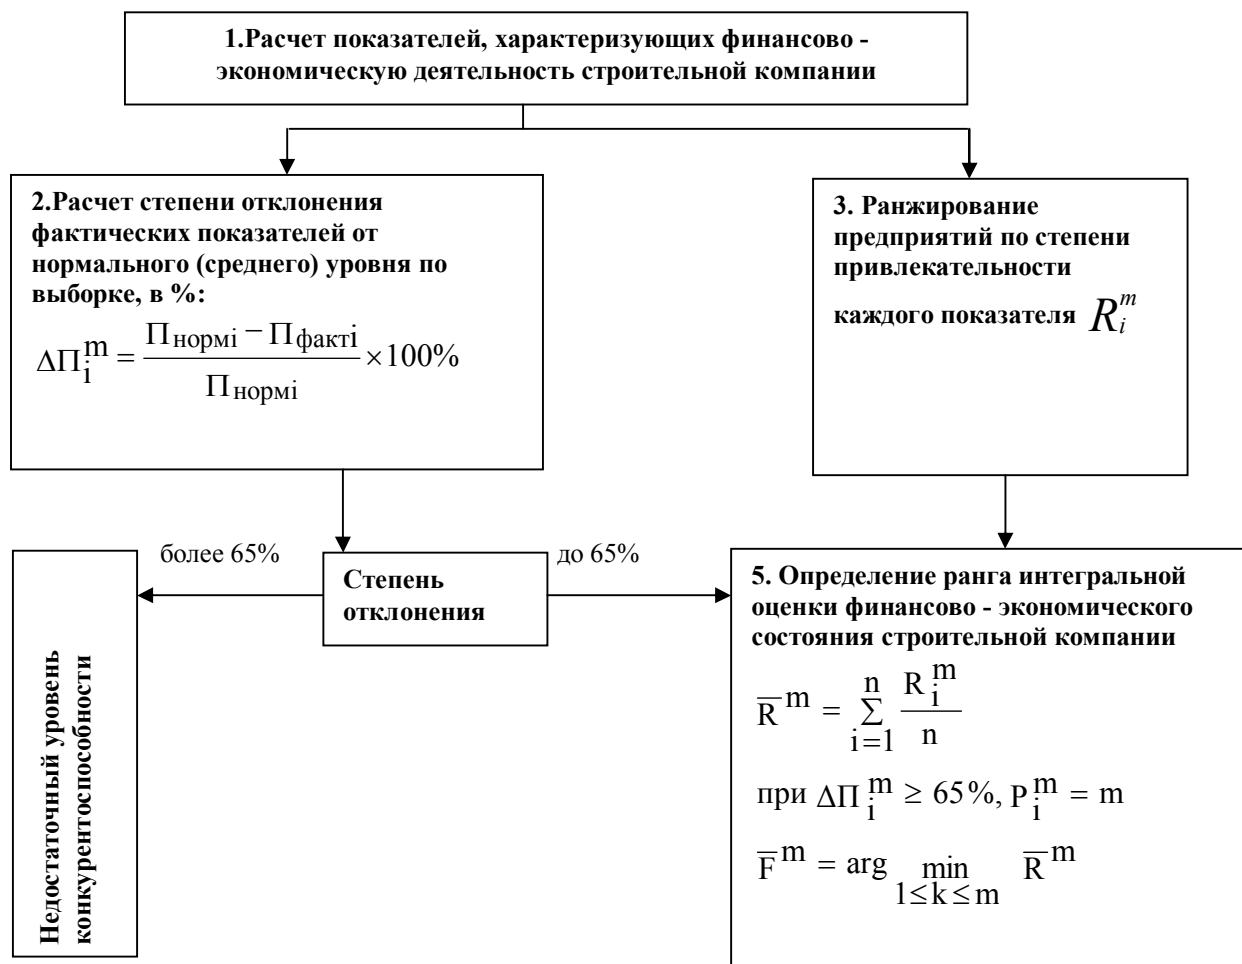 1.Расчет показателей, характеризующих финансово -
экономическую деятельность строительной компании
2.Расчет степени отклонения
фактических показателей от
нормального (среднего) уровня по
выборке, в %:
ΔП_i^m = (П_нормi − П_фактi) / П_нормi × 100%
3. Ранжирование
предприятий по степени
привлекательности
каждого показателя R_i^m
более 65%
Степень
отклонения
до 65%
Недостаточный уровень
конкурентоспособности
5. Определение ранга интегральной
оценки финансово - экономического
состояния строительной компании
R̅^m = Σ_{i=1}^{n} R_i^m / n
при ΔП_i^m ≥ 65%, P_i^m = m
F̅^m = arg min_{1≤k≤m} R̅^m